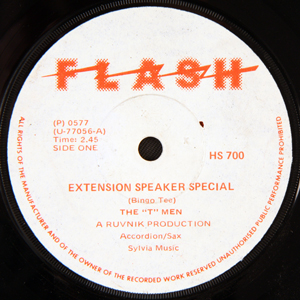 FLASH
(P) 0577
(U-77056-A)
Time: 2.45
SIDE ONE
HS 700
EXTENSION SPEAKER SPECIAL
(Bingo.Tee)
THE "T" MEN
A RUVNIK PRODUCTION
Accordion/Sax
Sylvia Music
ALL RIGHTS OF THE MANUFACTURER AND OF THE OWNER OF THE RECORDED WORK RESERVED UNAUTHORISED PUBLIC PERFORMANCE PROHIBITED